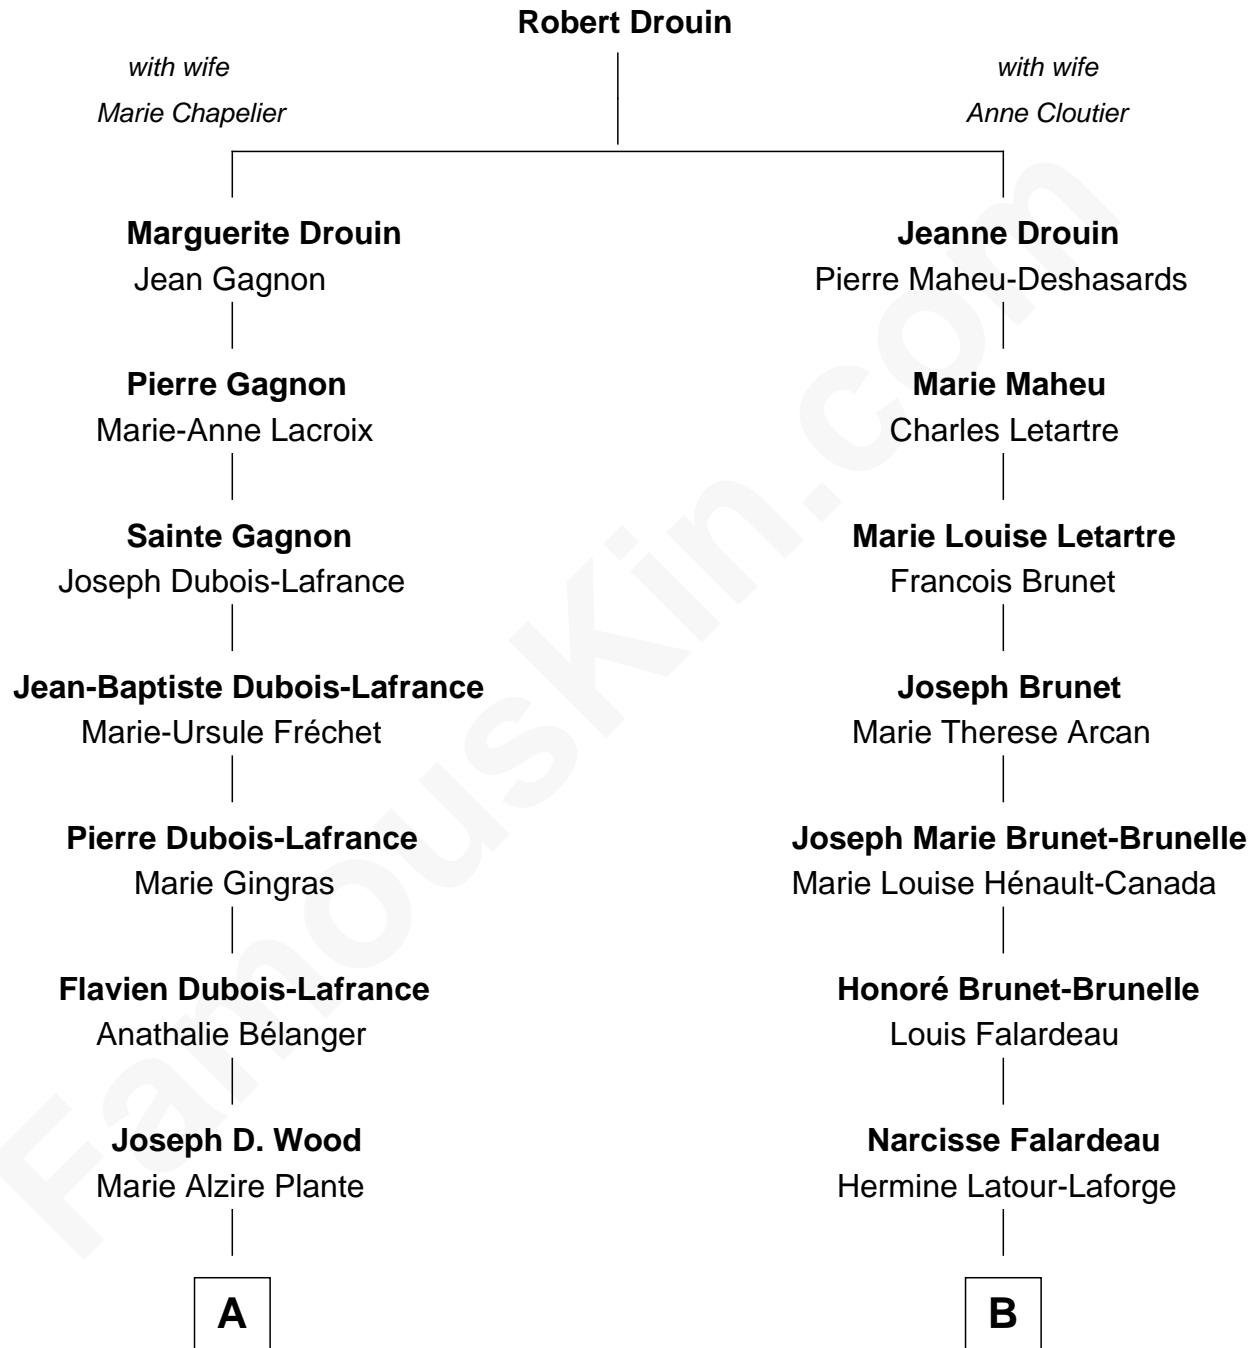 Robert Drouin
with wife
Marie Chapelier
with wife
Anne Cloutier
Marguerite Drouin
Jean Gagnon
Jeanne Drouin
Pierre Maheu-Deshasards
Pierre Gagnon
Marie-Anne Lacroix
Marie Maheu
Charles Letartre
Sainte Gagnon
Joseph Dubois-Lafrance
Marie Louise Letartre
Francois Brunet
Jean-Baptiste Dubois-Lafrance
Marie-Ursule Fréchet
Joseph Brunet
Marie Therese Arcan
Pierre Dubois-Lafrance
Marie Gingras
Joseph Marie Brunet-Brunelle
Marie Louise Hénault-Canada
Flavien Dubois-Lafrance
Anathalie Bélanger
Honoré Brunet-Brunelle
Louis Falardeau
Joseph D. Wood
Marie Alzire Plante
Narcisse Falardeau
Hermine Latour-Laforge
A
B
FamousKin.com